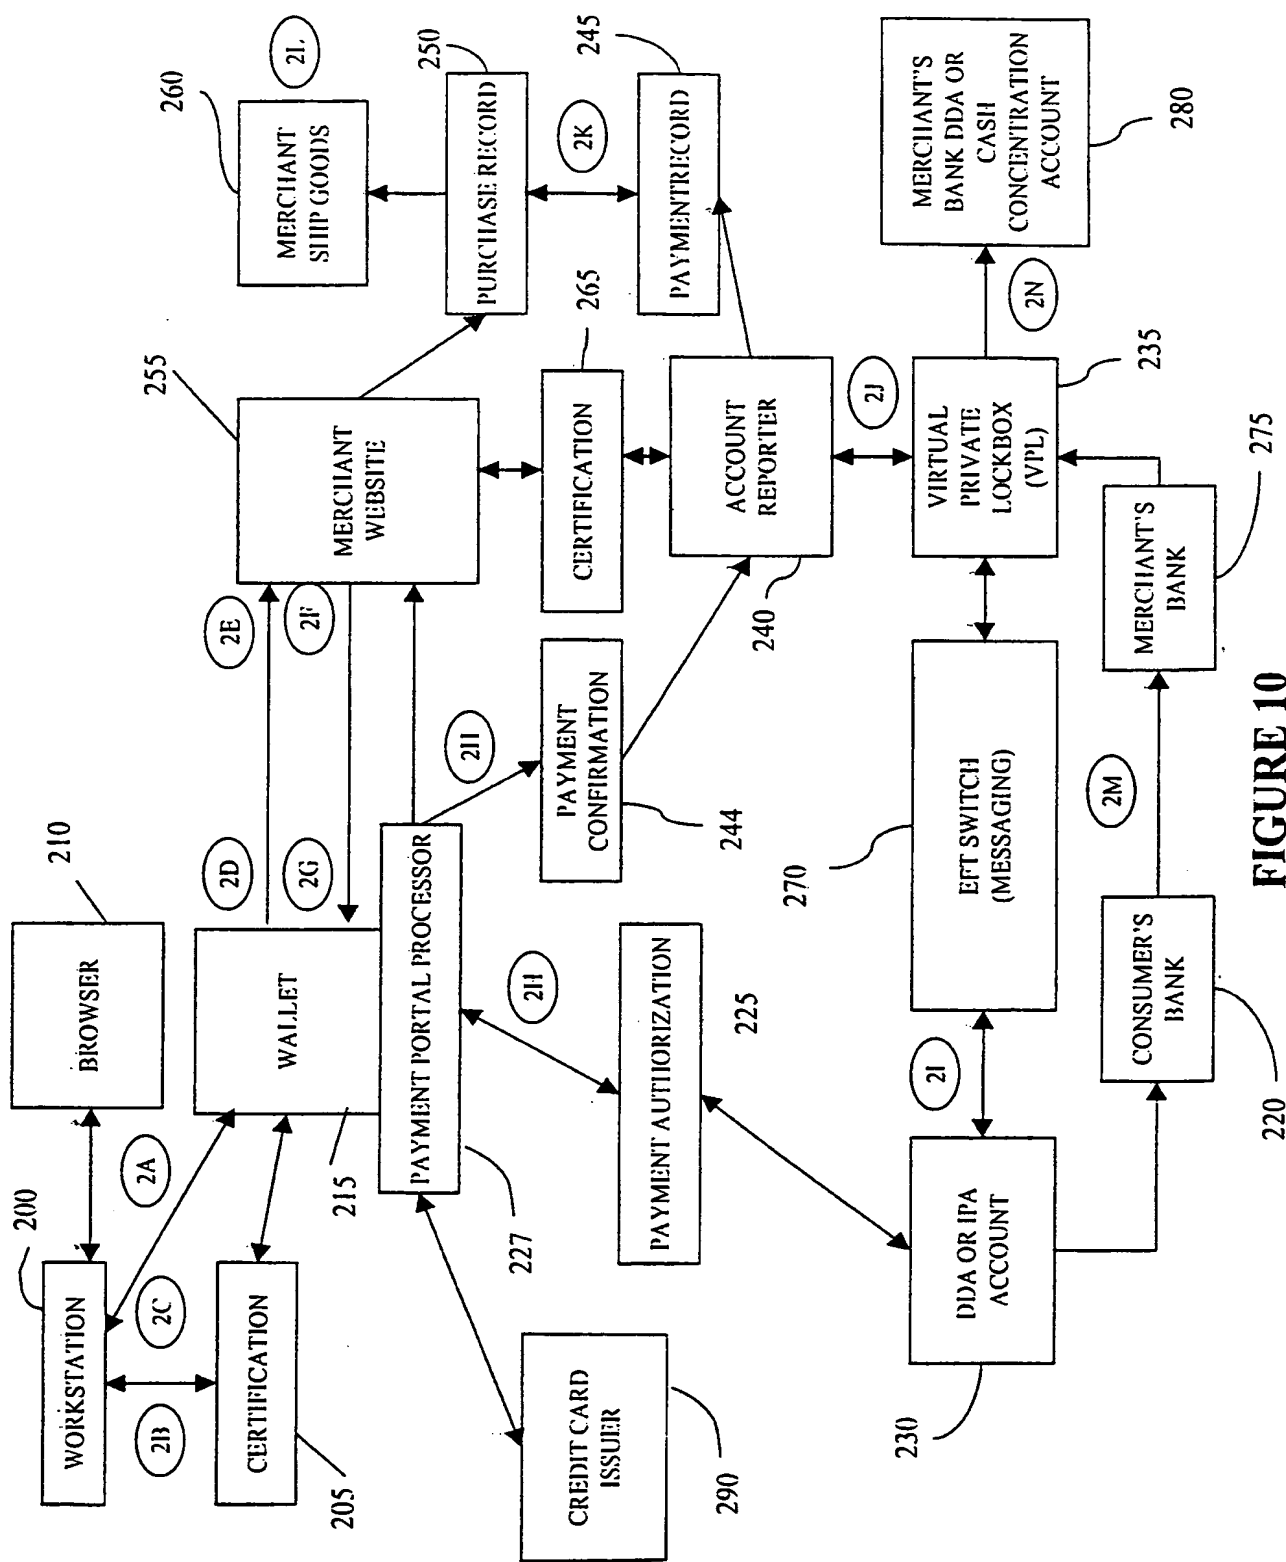 200
210
WORKSTATION
BROWSER
2B
2C
2A
2D
2E
260
2L
255
CERTIFICATION
WALLET
MERCHANT
WEBSITE
MERCHANT
SHIP GOODS
205
215
2G
2F
PAYMENT PORTAL PROCESSOR
250
PURCHASE RECORD
227
2H
2H
265
2K
CREDIT CARD
ISSUER
PAYMENT
CONFIRMATION
CERTIFICATION
245
PAYMENTRECORD
PAYMENT AUTHORIZATION
290
225
244
ACCOUNT
REPORTER
240
270
2J
230
2I
DDA OR IPA
ACCOUNT
EFT SWITCH
(MESSAGING)
VIRTUAL
PRIVATE
LOCKBOX
(VPL)
2N
MERCHANT'S
BANK DDA OR
CASH
CONCENTRATION
ACCOUNT
2M
235
280
CONSUMER'S
BANK
MERCHANT'S
BANK
220
275
FIGURE 10